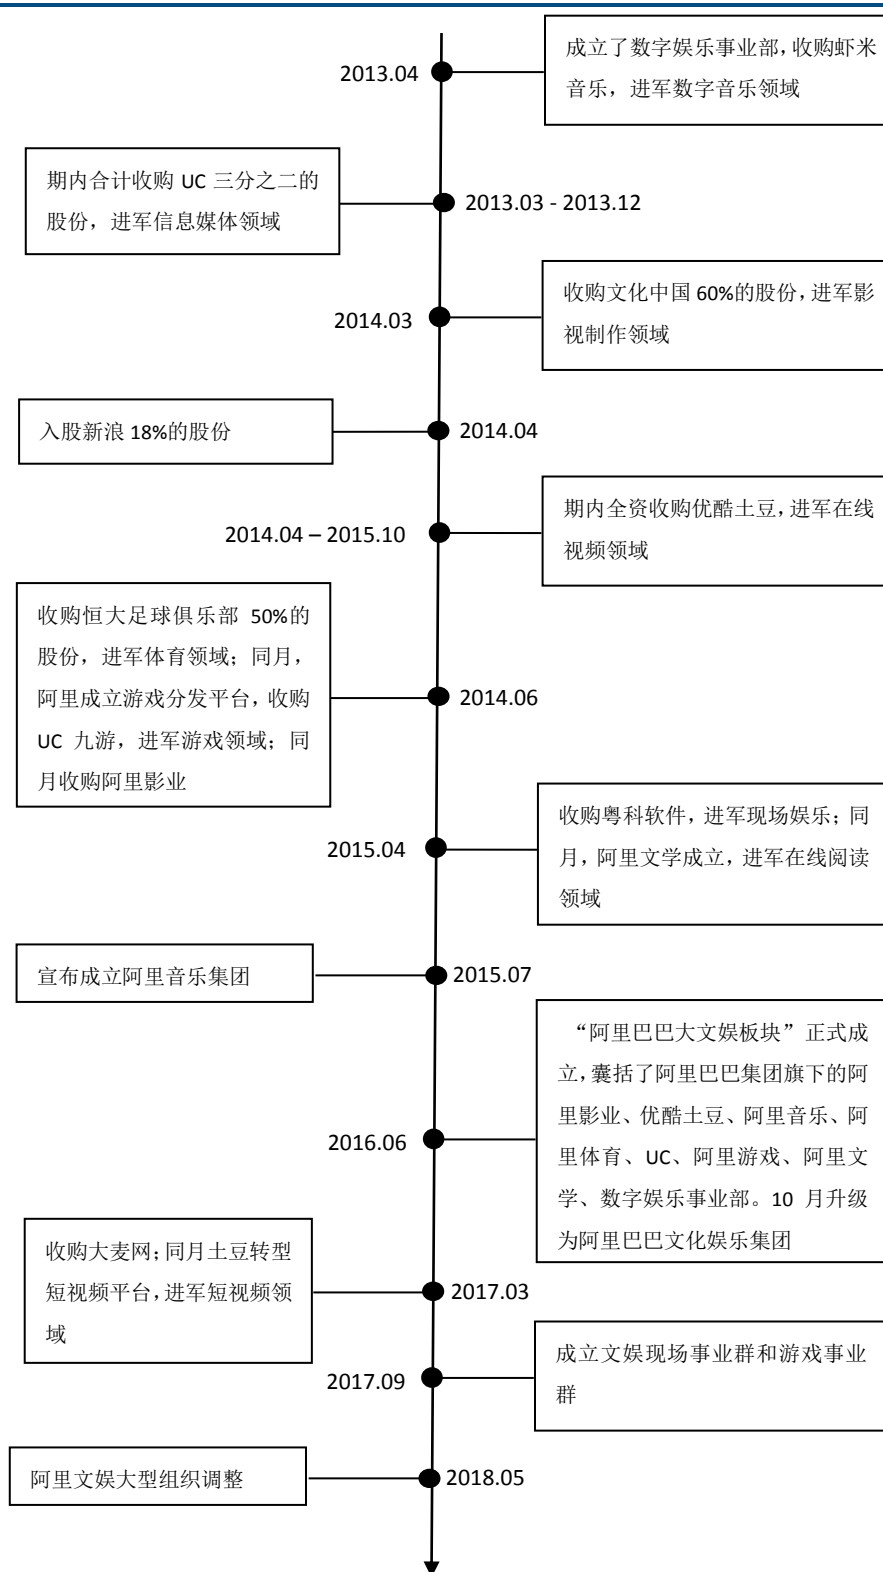 2013.04
成立了数字娱乐事业部，收购虾米
音乐，进军数字音乐领域
期内合计收购 UC 三分之二的
股份，进军信息媒体领域
2013.03 - 2013.12
2014.03
收购文化中国 60%的股份，进军影
视制作领域
入股新浪 18%的股份
2014.04
2014.04 – 2015.10
期内全资收购优酷土豆，进军在线
视频领域
收购恒大足球俱乐部 50%的
股份，进军体育领域；同月，
阿里成立游戏分发平台，收购
UC 九游，进军游戏领域；同
月收购阿里影业
2014.06
2015.04
收购粤科软件，进军现场娱乐；同
月，阿里文学成立，进军在线阅读
领域
宣布成立阿里音乐集团
2015.07
2016.06
“阿里巴巴大文娱板块”正式成
立，囊括了阿里巴巴集团旗下的阿
里影业、优酷土豆、阿里音乐、阿
里体育、UC、阿里游戏、阿里文
学、数字娱乐事业部。10 月升级
为阿里巴巴文化娱乐集团
收购大麦网；同月土豆转型
短视频平台，进军短视频领
域
2017.03
2017.09
成立文娱现场事业群和游戏事业
群
阿里文娱大型组织调整
2018.05